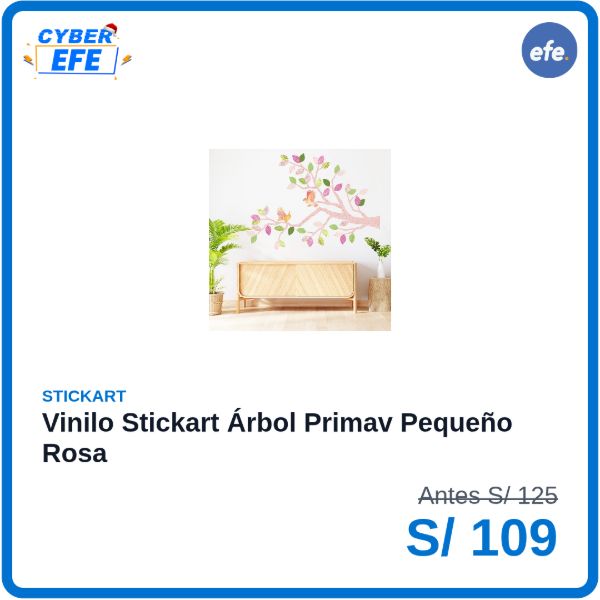 CYBER
EFE
efe.
STICKART
Vinilo Stickart Árbol Primav Pequeño
Rosa
Antes S/ 125
S/ 109